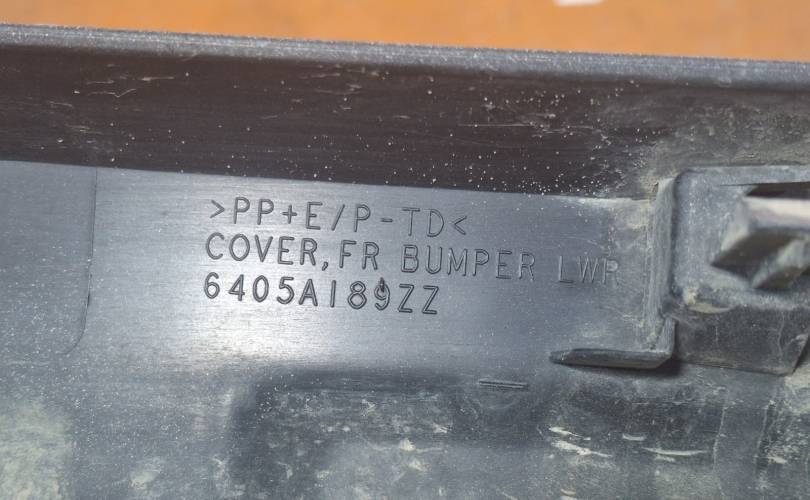 >PP+E/P-TD<
COVER, FR BUMPER LWR
6405A189ZZ